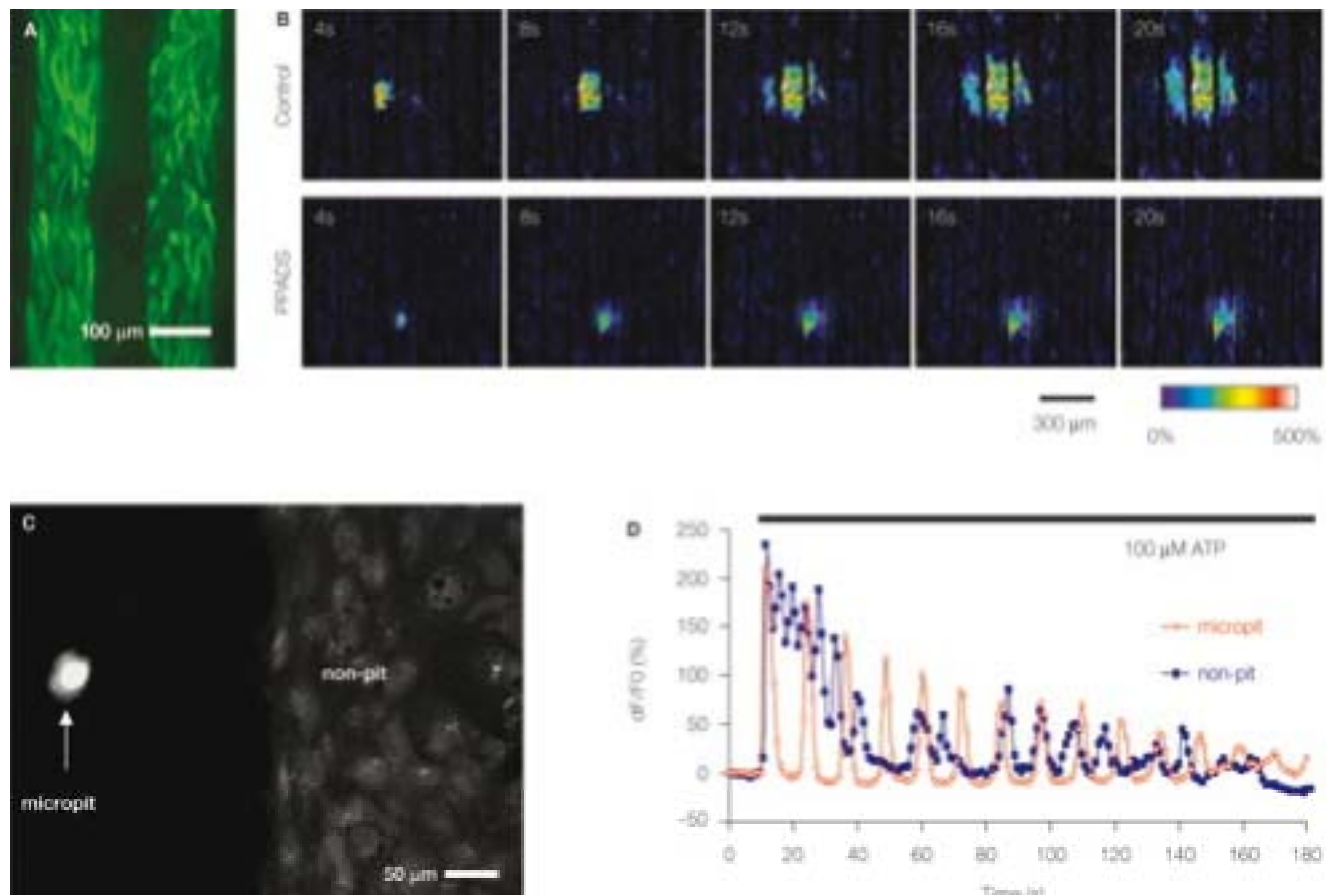 A
100 µm
B
Control
4s
8s
12s
16s
20s
PPADS
4s
8s
12s
16s
20s
300 µm
0%
500%
C
micropit
non-pit
50 µm
D
dF/F0 (%)
250
200
150
100
50
0
−50
100 µM ATP
micropit
non-pit
0
20
40
60
80
100
120
140
160
180